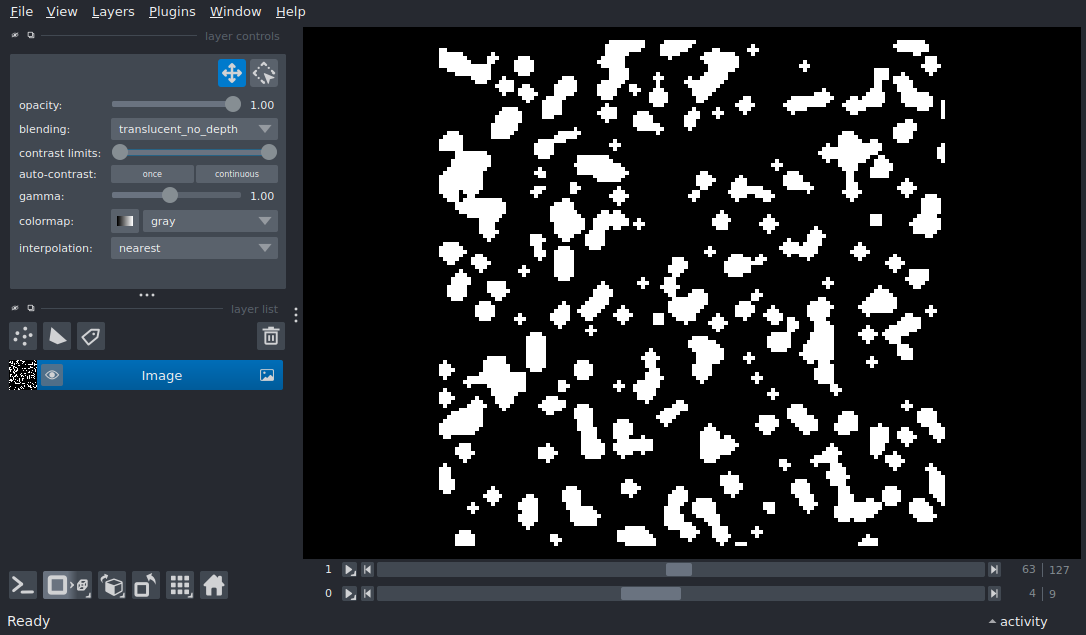 File View Layers Plugins Window Help
layer controls
opacity: 1.00
blending: translucent_no_depth
contrast limits:
auto-contrast: once continuous
gamma: 1.00
colormap: gray
interpolation: nearest
layer list
Image
1 63 127
0 4 9
Ready activity